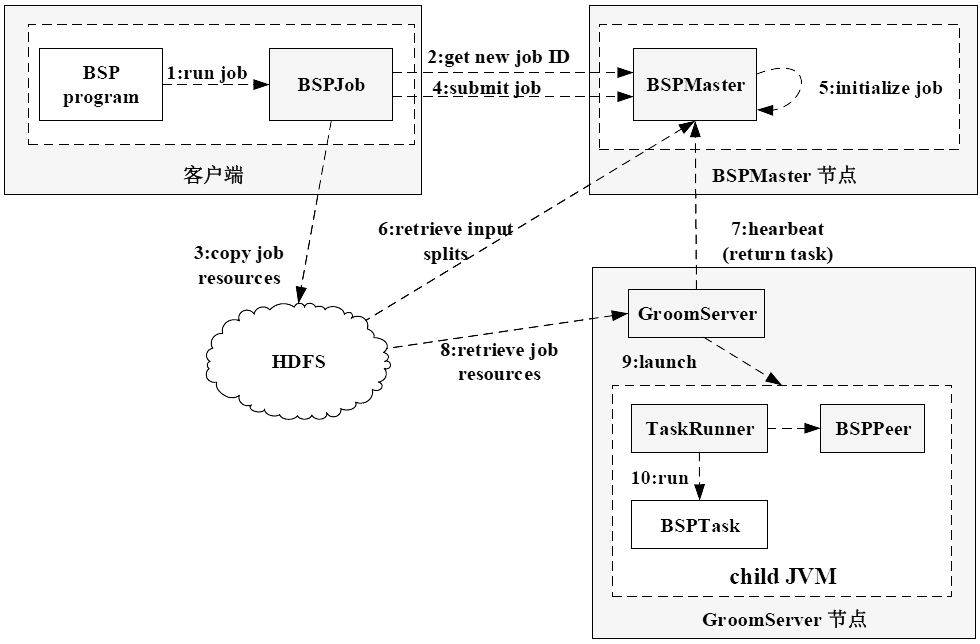 BSP
program
1:run job
BSPJob
2:get new job ID
4:submit job
BSPMaster
5:initialize job
客户端
BSPMaster 节点
3:copy job
resources
6:retrieve input
splits
7:hearbeat
(return task)
HDFS
GroomServer
8:retrieve job
resources
9:launch
TaskRunner
BSPPeer
10:run
BSPTask
child JVM
GroomServer 节点